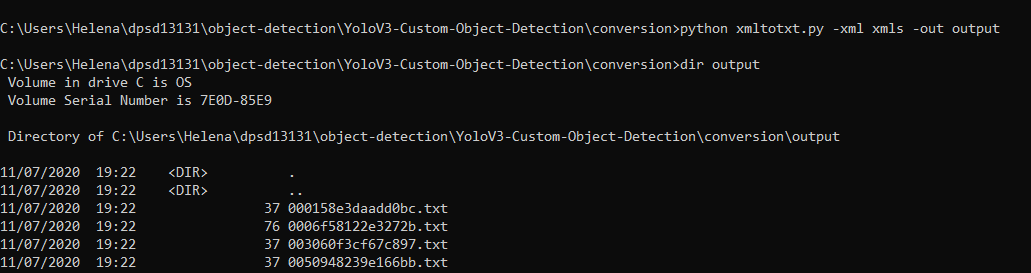 C:\Users\Helena\dpsd13131\object-detection\YoloV3-Custom-Object-Detection\conversion>python xmltotxt.py -xml xmls -out output
C:\Users\Helena\dpsd13131\object-detection\YoloV3-Custom-Object-Detection\conversion>dir output
Volume in drive C is OS
Volume Serial Number is 7E0D-85E9
Directory of C:\Users\Helena\dpsd13131\object-detection\YoloV3-Custom-Object-Detection\conversion\output
11/07/2020  19:22    <DIR>          .
11/07/2020  19:22    <DIR>          ..
11/07/2020  19:22                37 000158e3daadd0bc.txt
11/07/2020  19:22                76 0006f58122e3272b.txt
11/07/2020  19:22                37 003060f3cf67c897.txt
11/07/2020  19:22                37 0050948239e166bb.txt